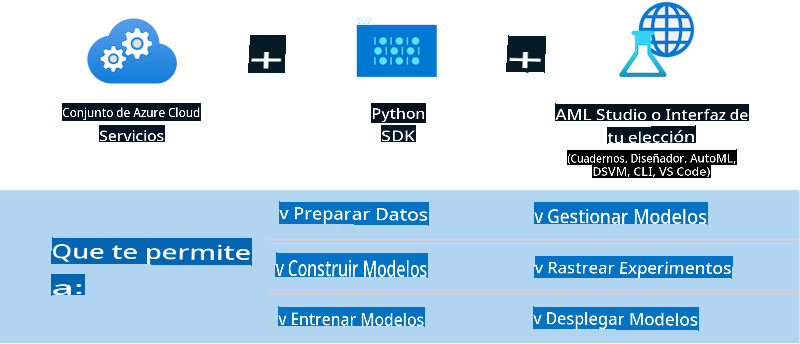 +
+
Conjunto de Azure Cloud
Servicios
Python
SDK
AML Studio o Interfaz de
tu elección
(Cuadernos, Diseñador, AutoML,
DSVM, CLI, VS Code)
Que te permite
a:
v Preparar Datos
v Gestionar Modelos
v Construir Modelos
v Rastrear Experimentos
v Entrenar Modelos
v Desplegar Modelos